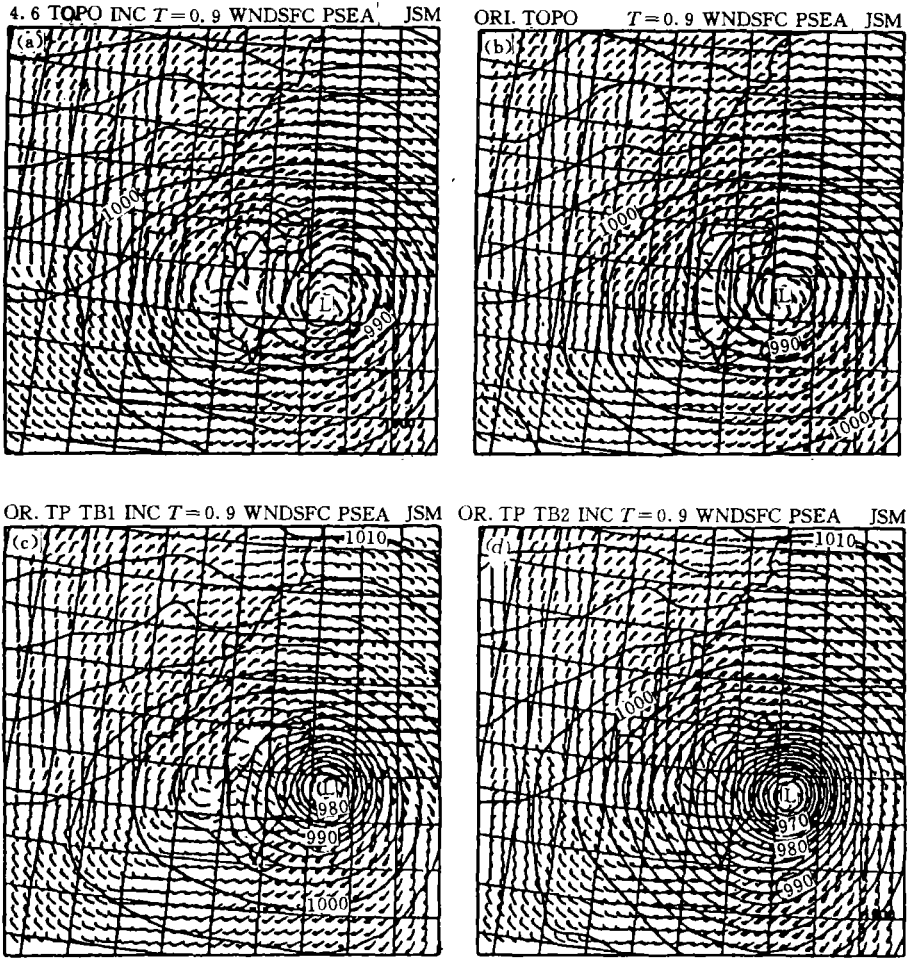 4.6 TOPO INC T=0.9 WNDSFC PSEA JSM
ORI. TOPO T=0.9 WNDSFC PSEA JSM
(a)
(b)
1000
1000
L
L
990
990
1000
OR. TP TB1 INC T=0.9 WNDSFC PSEA JSM
OR. TP TB2 INC T=0.9 WNDSFC PSEA JSM
(c)
1010
(d)
1010
1000
L
L
980
970
990
980
990
1000